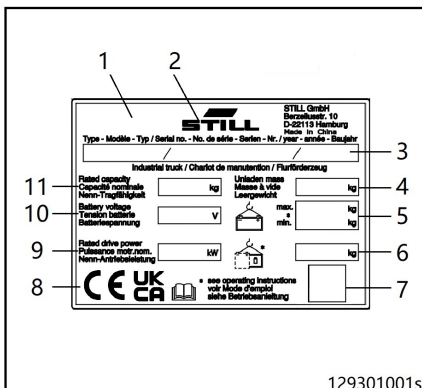 1
2
STILL
STILL GmbH
Berzeliusstr. 10
D-22113 Hamburg
Made in China
Type - Modèle - Typ / Serial no. - No. de série - Serien - Nr. / year - année - Baujahr
/ /
3
Industrial truck / Chariot de manutention / Flurförderzeug
11
Rated capacity
Capacité nominale
Nenn-Tragfähigkeit
kg
Unladen mass
Masse à vide
Leergewicht
kg
4
10
Battery voltage
Tension batterie
Batteriespannung
V
max.
*
min.
kg
kg
5
9
Rated drive power
Puissance motr.nom.
Nenn-Antriebsleistung
kW
*
kg
6
8
CE UK
CA
* see operating instructions
voir Mode d'emploi
siehe Betriebsanleitung
7
129301001s